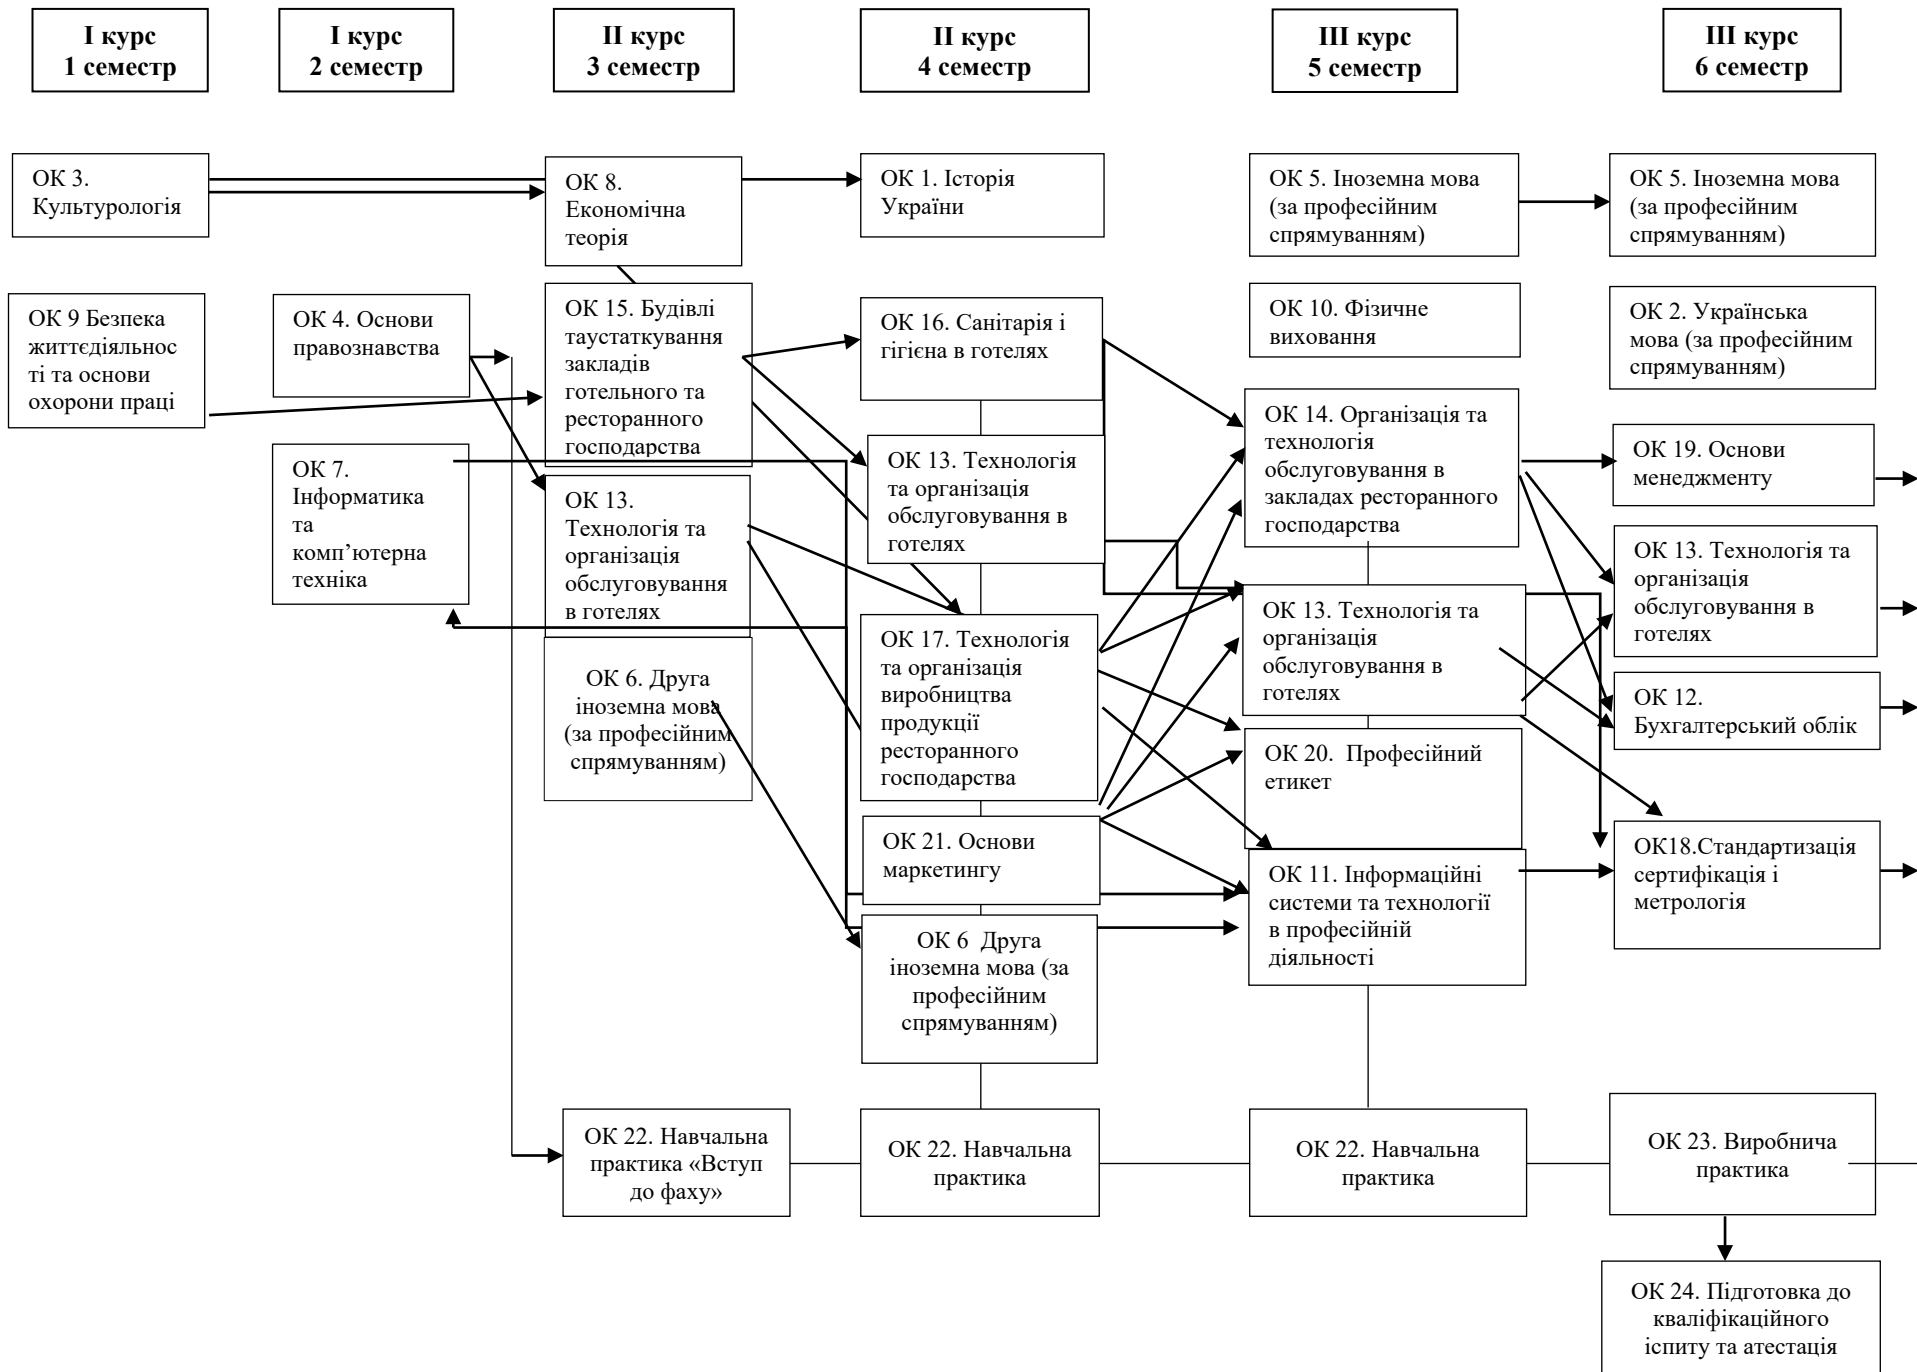 І курс
1 семестр
І курс
2 семестр
ІІ курс
3 семестр
ІІ курс
4 семестр
ІІІ курс
5 семестр
ІІІ курс
6 семестр
ОК 3.
Культурологія
ОК 9 Безпека
життєдіяльнос
ті та основи
охорони праці
ОК 4. Основи
правознавства
ОК 7.
Інформатика
та
комп’ютерна
техніка
ОК 8.
Економічна
теорія
ОК 15. Будівлі
таустаткування
закладів
готельного та
ресторанного
господарства
ОК 13.
Технологія та
організація
обслуговування
в готелях
ОК 6. Друга
іноземна мова
(за професійним
спрямуванням)
ОК 22. Навчальна
практика «Вступ
до фаху»
ОК 1. Історія
України
ОК 16. Санітарія і
гігієна в готелях
ОК 13. Технологія
та організація
обслуговування в
готелях
ОК 17. Технологія
та організація
виробництва
продукції
ресторанного
господарства
ОК 21. Основи
маркетингу
ОК 6  Друга
іноземна мова (за
професійним
спрямуванням)
ОК 22. Навчальна
практика
ОК 5. Іноземна мова
(за професійним
спрямуванням)
ОК 10. Фізичне
виховання
ОК 14. Організація та
технологія
обслуговування в
закладах ресторанного
господарства
ОК 13. Технологія та
організація
обслуговування в
готелях
ОК 20.  Професійний
етикет
ОК 11. Інформаційні
системи та технології
в професійній
діяльності
ОК 22. Навчальна
практика
ОК 5. Іноземна мова
(за професійним
спрямуванням)
ОК 2. Українська
мова (за професійним
спрямуванням)
ОК 19. Основи
менеджменту
ОК 13. Технологія та
організація
обслуговування в
готелях
ОК 12.
Бухгалтерський облік
ОК18.Стандартизація
сертифікація і
метрологія
ОК 23. Виробнича
практика
ОК 24. Підготовка до
кваліфікаційного
іспиту та атестація